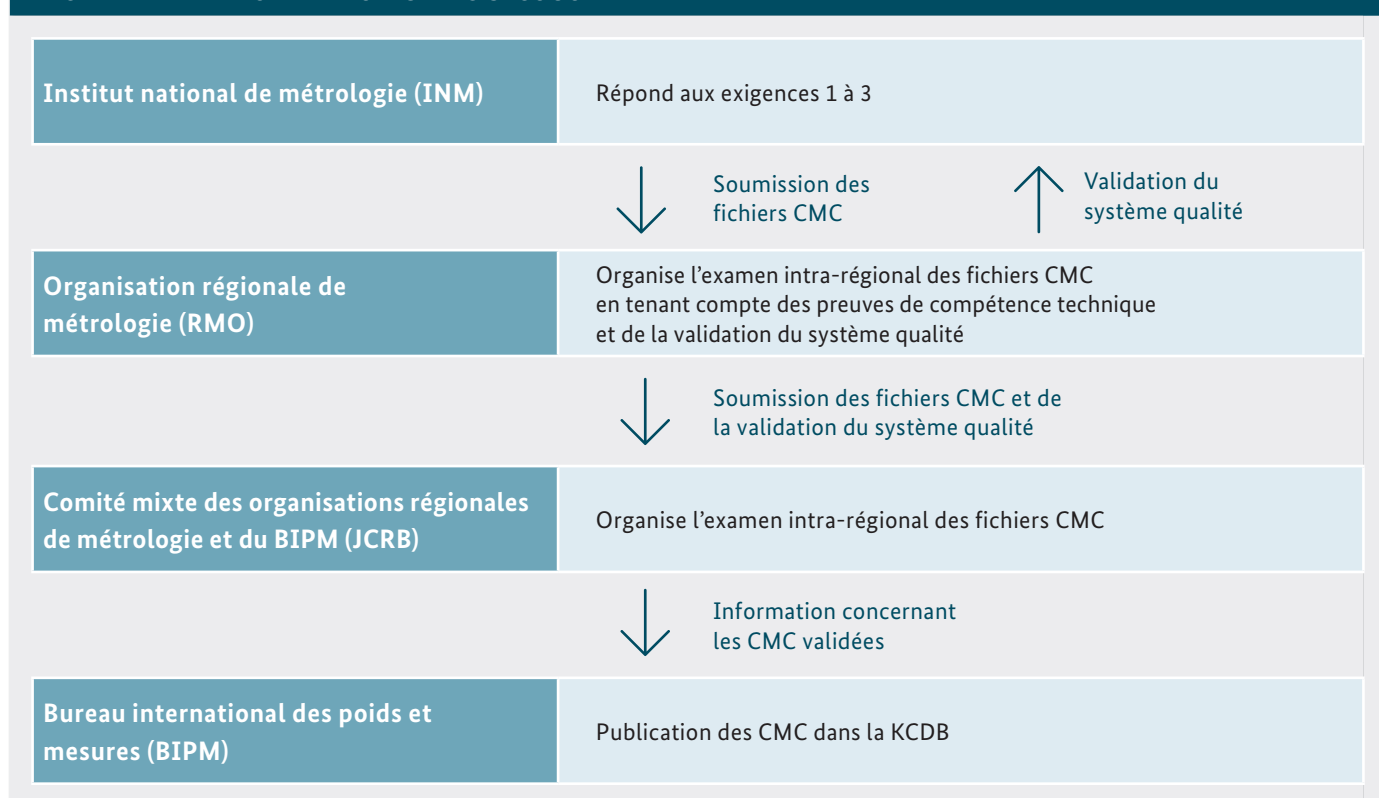 Institut national de métrologie (INM)
Répond aux exigences 1 à 3
Soumission des
fichiers CMC
Validation du
système qualité
Organisation régionale de
métrologie (RMO)
Organise l’examen intra-régional des fichiers CMC
en tenant compte des preuves de compétence technique
et de la validation du système qualité
Soumission des fichiers CMC et de
la validation du système qualité
Comité mixte des organisations régionales
de métrologie et du BIPM (JCRB)
Organise l’examen intra-régional des fichiers CMC
Information concernant
les CMC validées
Bureau international des poids et
mesures (BIPM)
Publication des CMC dans la KCDB